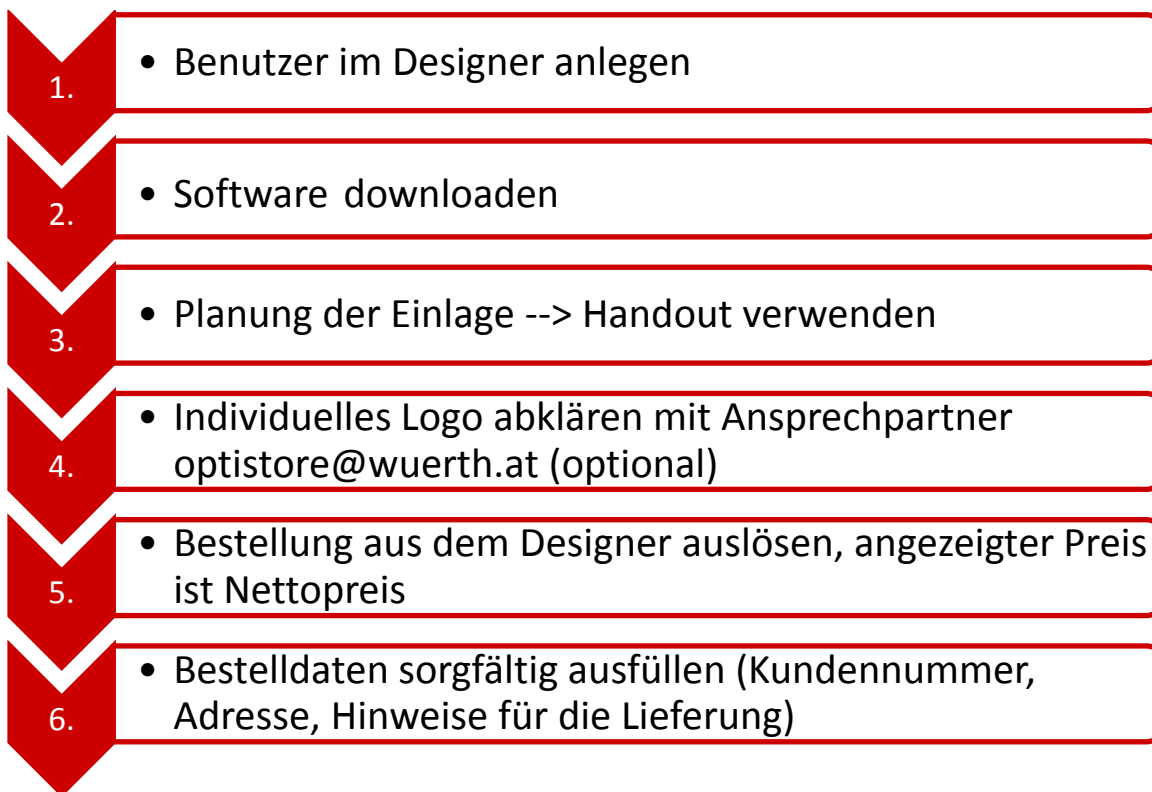 1.
• Benutzer im Designer anlegen
2.
• Software downloaden
3.
• Planung der Einlage --> Handout verwenden
4.
• Individuelles Logo abklären mit Ansprechpartner
optistore@wuerth.at (optional)
5.
• Bestellung aus dem Designer auslösen, angezeigter Preis
ist Nettopreis
6.
• Bestelldaten sorgfältig ausfüllen (Kundennummer,
Adresse, Hinweise für die Lieferung)